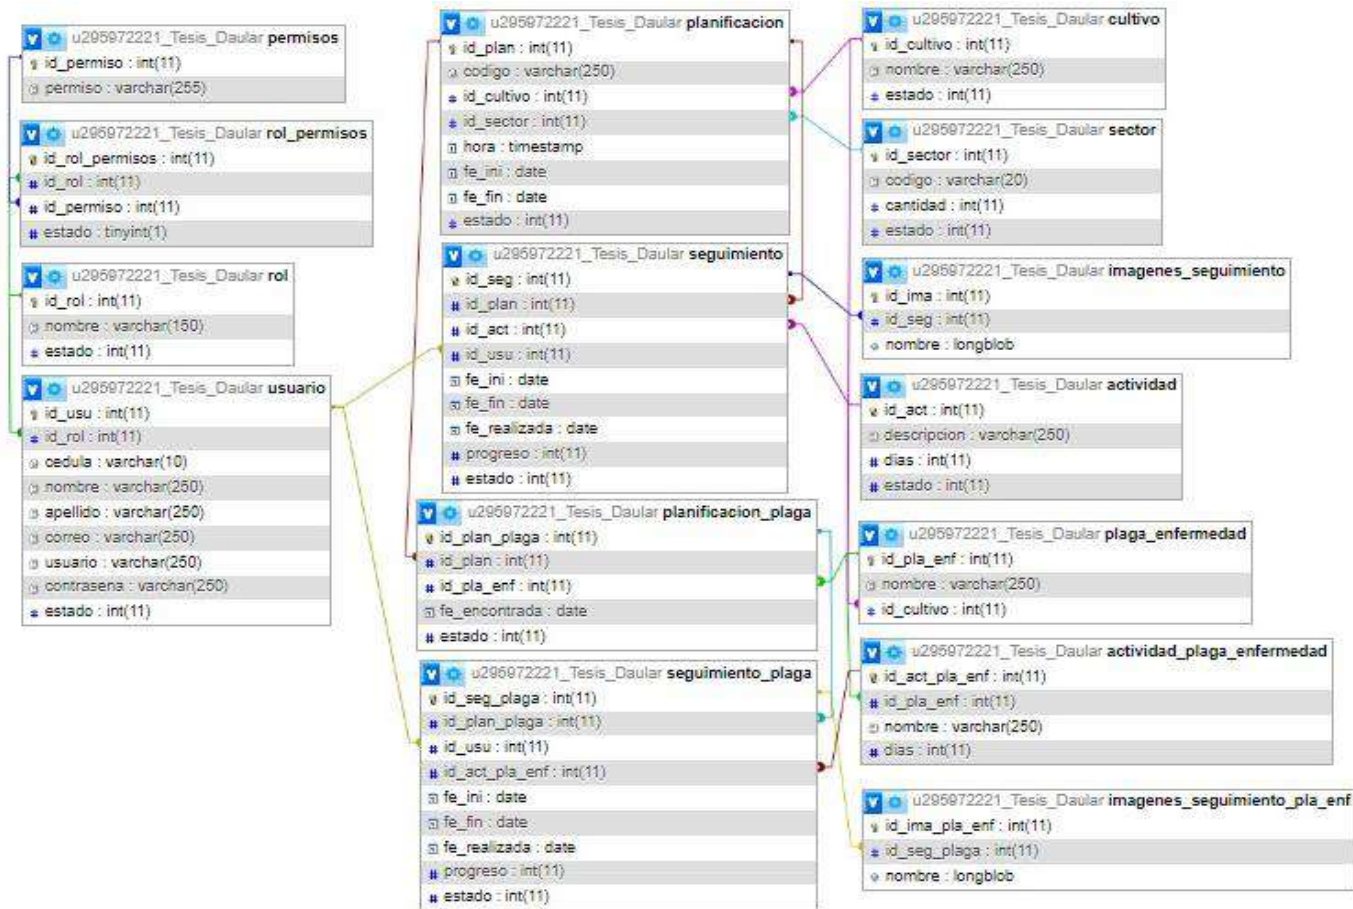 u295972221_Tesis_Daular permisos
id_permiso : int(11)
permiso : varchar(255)
u295972221_Tesis_Daular rol_permisos
id_rol_permisos : int(11)
id_rol : int(11)
id_permiso : int(11)
estado : tinyint(1)
u295972221_Tesis_Daular rol
id_rol : int(11)
nombre : varchar(150)
estado : int(11)
u295972221_Tesis_Daular usuario
id_usu : int(11)
id_rol : int(11)
cedula : varchar(10)
nombre : varchar(250)
apellido : varchar(250)
correo : varchar(250)
usuario : varchar(250)
contrasena : varchar(250)
estado : int(11)
u295972221_Tesis_Daular planificacion
id_plan : int(11)
codigo : varchar(250)
id_cultivo : int(11)
id_sector : int(11)
hora : timestamp
fe_ini : date
fe_fin : date
estado : int(11)
u295972221_Tesis_Daular seguimiento
id_seg : int(11)
id_plan : int(11)
id_act : int(11)
id_usu : int(11)
fe_ini : date
fe_fin : date
fe_realizada : date
progreso : int(11)
estado : int(11)
u295972221_Tesis_Daular planificacion_plaga
id_plan_plaga : int(11)
id_plan : int(11)
id_pla_enf : int(11)
fe_encontrada : date
estado : int(11)
u295972221_Tesis_Daular seguimiento_plaga
id_seg_plaga : int(11)
id_plan_plaga : int(11)
id_usu : int(11)
id_act_pla_enf : int(11)
fe_ini : date
fe_fin : date
fe_realizada : date
progreso : int(11)
estado : int(11)
u295972221_Tesis_Daular cultivo
id_cultivo : int(11)
nombre : varchar(250)
estado : int(11)
u295972221_Tesis_Daular sector
id_sector : int(11)
codigo : varchar(20)
cantidad : int(11)
estado : int(11)
u295972221_Tesis_Daular imagenes_seguimiento
id_ima : int(11)
id_seg : int(11)
nombre : longblob
u295972221_Tesis_Daular actividad
id_act : int(11)
descripcion : varchar(250)
dias : int(11)
estado : int(11)
u295972221_Tesis_Daular plaga_enfermedad
id_pla_enf : int(11)
nombre : varchar(250)
id_cultivo : int(11)
u295972221_Tesis_Daular actividad_plaga_enfermedad
id_act_pla_enf : int(11)
id_pla_enf : int(11)
nombre : varchar(250)
dias : int(11)
u295972221_Tesis_Daular imagenes_seguimiento_pla_enf
id_ima_pla_enf : int(11)
id_seg_plaga : int(11)
nombre : longblob